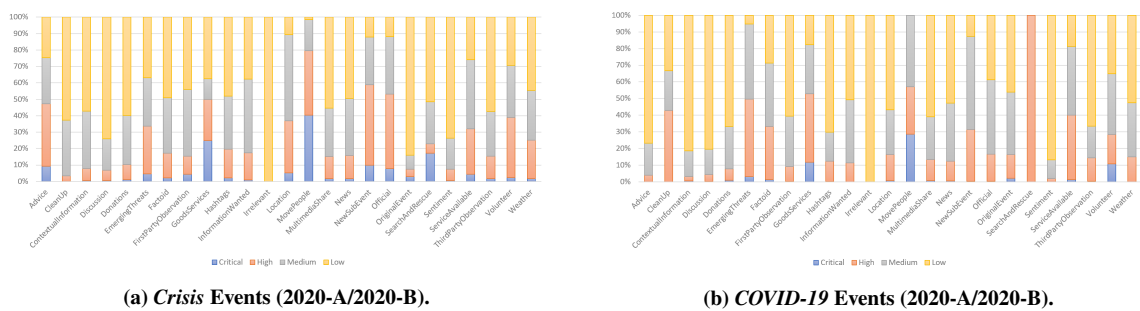 100%
90%
80%
70%
60%
50%
40%
30%
20%
10%
0%
Advice
CleanUp
ContextualInformation
Discussion
Donations
EmergingThreats
Factoid
FirstPartyObservation
GoodsServices
Hashtags
InformationWanted
Irrelevant
Location
MovePeople
MultimediaShare
News
NewSubEvent
Official
OriginalEvent
SearchAndRescue
Sentiment
ServiceAvailable
ThirdPartyObservation
Volunteer
Weather
Critical High Medium Low
(a) Crisis Events (2020-A/2020-B).
100%
90%
80%
70%
60%
50%
40%
30%
20%
10%
0%
Advice
CleanUp
ContextualInformation
Discussion
Donations
EmergingThreats
Factoid
FirstPartyObservation
GoodsServices
Hashtags
InformationWanted
Irrelevant
Location
MovePeople
MultimediaShare
News
NewSubEvent
Official
OriginalEvent
SearchAndRescue
Sentiment
ServiceAvailable
ThirdPartyObservation
Volunteer
Weather
Critical High Medium Low
(b) COVID-19 Events (2020-A/2020-B).